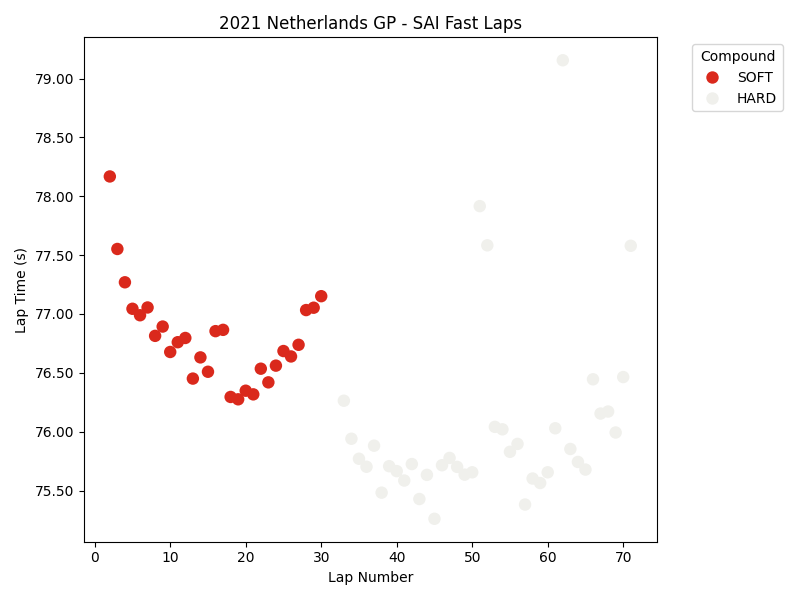 2021 Netherlands GP - SAI Fast Laps
Compound
SOFT
HARD
79.00
78.50
78.00
77.50
77.00
76.50
76.00
75.50
Lap Time (s)
0 10 20 30 40 50 60 70
Lap Number